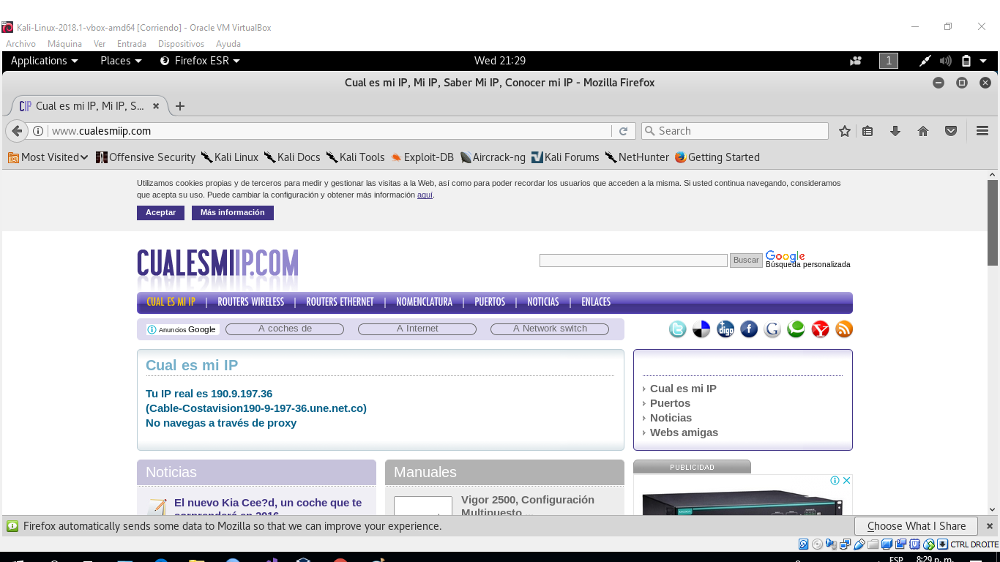 Kali-Linux-2018.1-vbox-amd64 [Corriendo] - Oracle VM VirtualBox
Archivo Máquina Ver Entrada Dispositivos Ayuda
Applications Places Firefox ESR Wed 21:29 1
Cual es mi IP, Mi IP, Saber Mi IP, Conocer mi IP - Mozilla Firefox
CIP Cual es mi IP, Mi IP, S...
www.cualesmiip.com Search
Most Visited Offensive Security Kali Linux Kali Docs Kali Tools Exploit-DB Aircrack-ng Kali Forums NetHunter Getting Started
Utilizamos cookies propias y de terceros para medir y gestionar las visitas a la Web, así como para poder recordar los usuarios que acceden a la misma. Si usted continua navegando, consideramos
que acepta su uso. Puede cambiar la configuración y obtener más información aquí.
Aceptar Más información
CUALESMIIP.COM
Buscar Google
Búsqueda personalizada
CUAL ES MI IP | ROUTERS WIRELESS | ROUTERS ETHERNET | NOMENCLATURA | PUERTOS | NOTICIAS | ENLACES
Anuncios Google A coches de A Internet A Network switch
digg f G Y
Cual es mi IP
Tu IP real es 190.9.197.36
(Cable-Costavision190-9-197-36.une.net.co)
No navegas a través de proxy
Cual es mi IP
Puertos
Noticias
Webs amigas
Noticias
El nuevo Kia Cee?d, un coche que te
sorprenderá en 2016
Manuales
Vigor 2500, Configuración
Multipuesto ...
PUBLICIDAD
MOXA
Firefox automatically sends some data to Mozilla so that we can improve your experience.
Choose What I Share
CTRL DROITE
ESP 8:29 p. m.